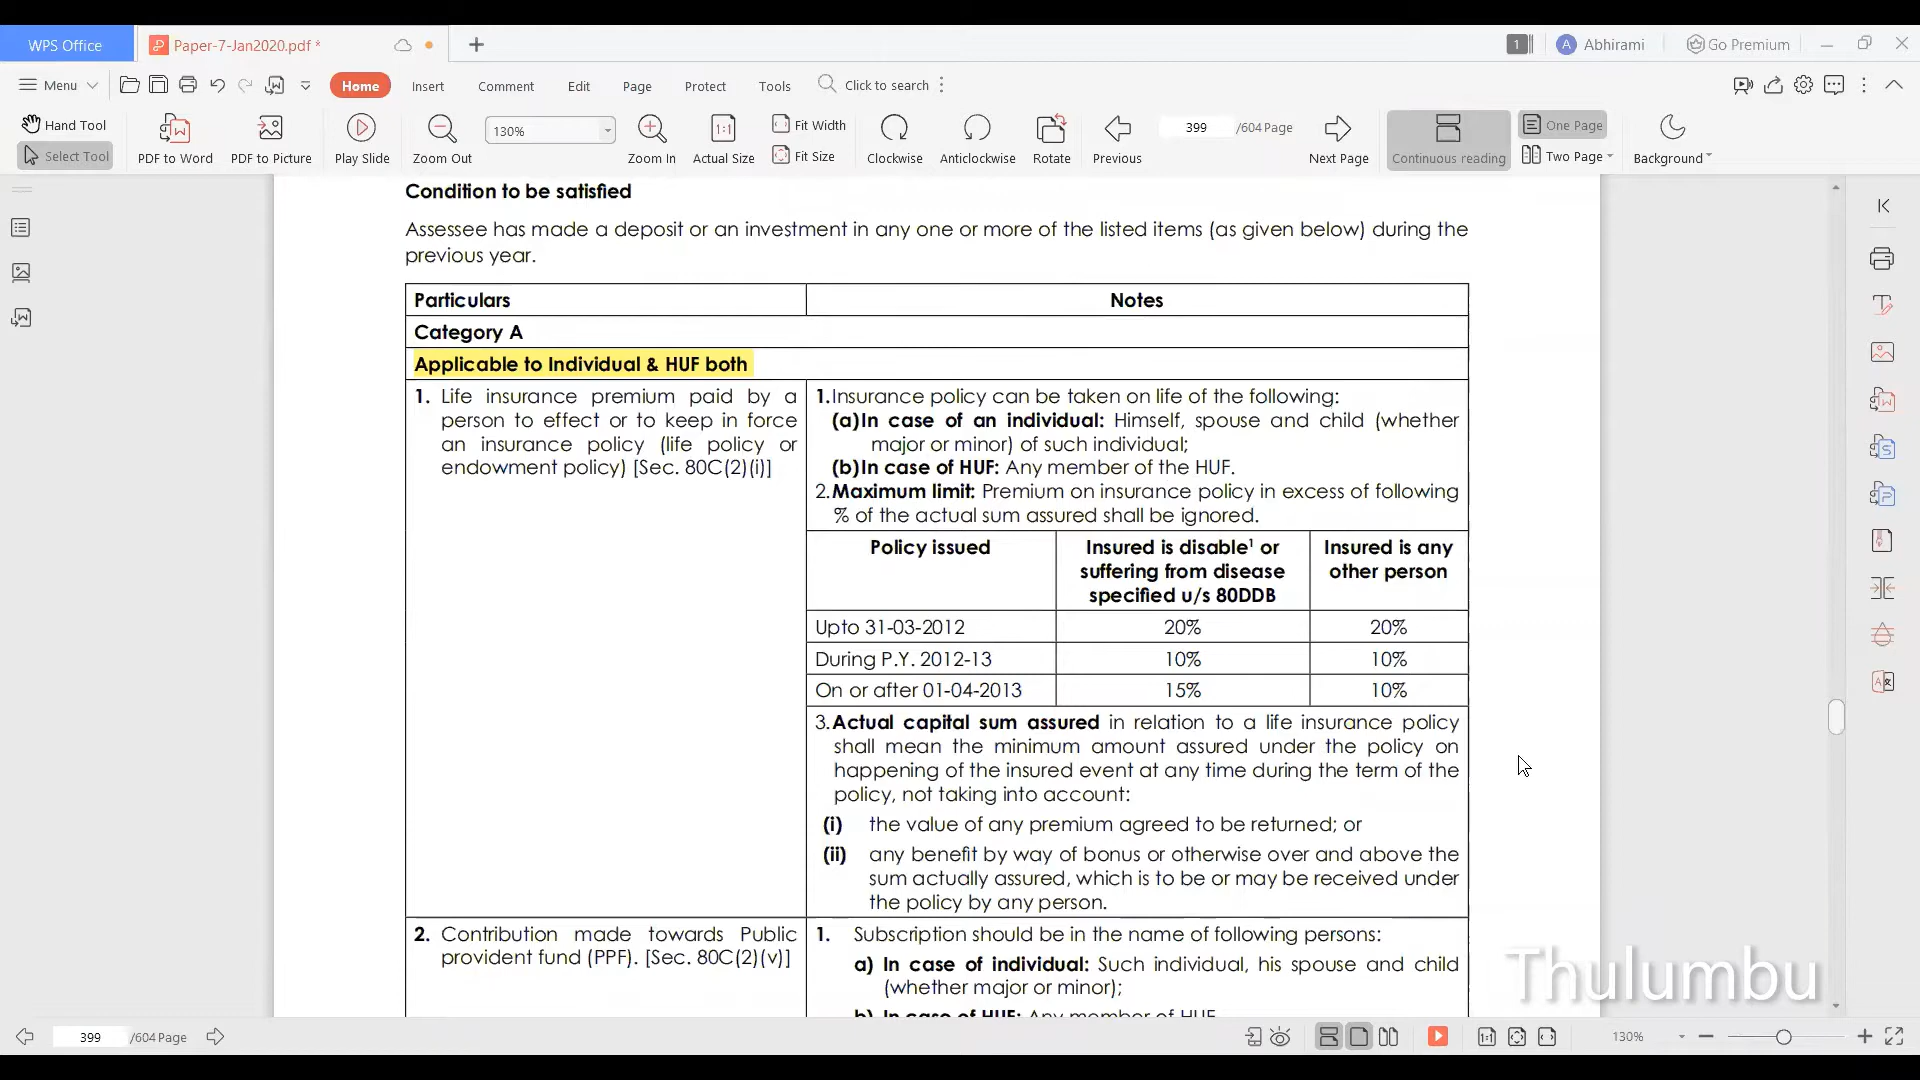 WPS Office
Paper-7-Jan2020.pdf *
1
A Abhirami
Go Premium
Menu
Home
Insert
Comment
Edit
Page
Protect
Tools
Click to search
Hand Tool
Select Tool
PDF to Word
PDF to Picture
Play Slide
Zoom Out
130%
Zoom In
1:1
Actual Size
Fit Width
Fit Size
Clockwise
Anticlockwise
Rotate
Previous
399 /604 Page
Next Page
Continuous reading
One Page
Two Page
Background
Condition to be satisfied
Assessee has made a deposit or an investment in any one or more of the listed items (as given below) during the
previous year.
Particulars
Notes
Category A
Applicable to Individual & HUF both
1. Life insurance premium paid by a
person to effect or to keep in force
an insurance policy (life policy or
endowment policy) [Sec. 80C(2)(i)]
1.Insurance policy can be taken on life of the following:
(a)In case of an individual: Himself, spouse and child (whether
major or minor) of such individual;
(b)In case of HUF: Any member of the HUF.
2.Maximum limit: Premium on insurance policy in excess of following
% of the actual sum assured shall be ignored.
Policy issued
Insured is disable¹ or
suffering from disease
specified u/s 80DDB
Insured is any
other person
Upto 31-03-2012 20% 20%
During P.Y. 2012-13 10% 10%
On or after 01-04-2013 15% 10%
3.Actual capital sum assured in relation to a life insurance policy
shall mean the minimum amount assured under the policy on
happening of the insured event at any time during the term of the
policy, not taking into account:
(i) the value of any premium agreed to be returned; or
(ii) any benefit by way of bonus or otherwise over and above the
sum actually assured, which is to be or may be received under
the policy by any person.
2. Contribution made towards Public
provident fund (PPF). [Sec. 80C(2)(v)]
1. Subscription should be in the name of following persons:
a) In case of individual: Such individual, his spouse and child
(whether major or minor);
b) In case of HUF: Any member of HUF
Thulumbu
399 /604 Page
1:1
130%